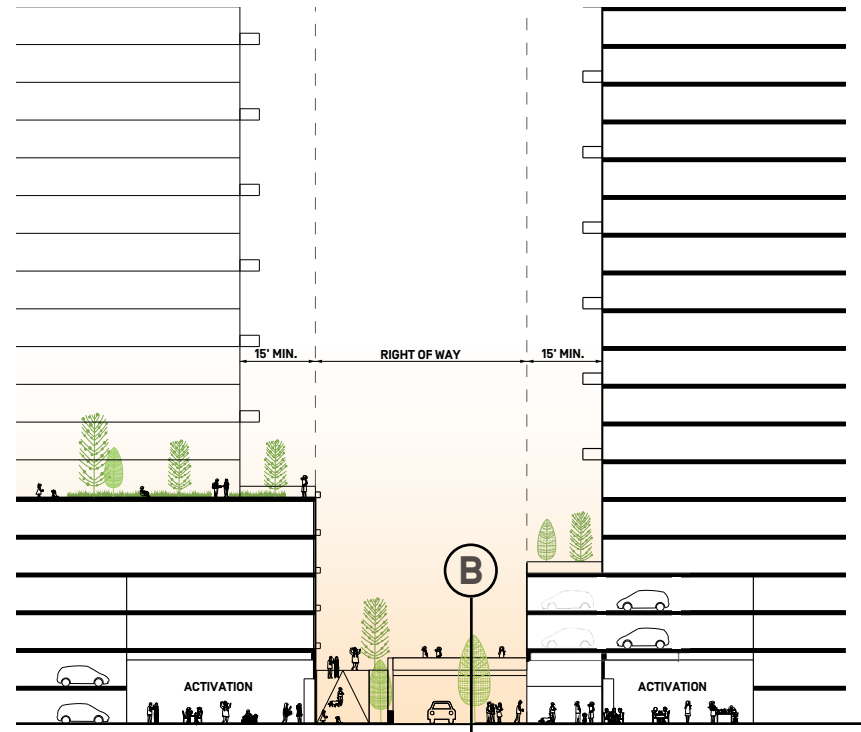 15' MIN.
RIGHT OF WAY
15' MIN.
B
ACTIVATION
ACTIVATION